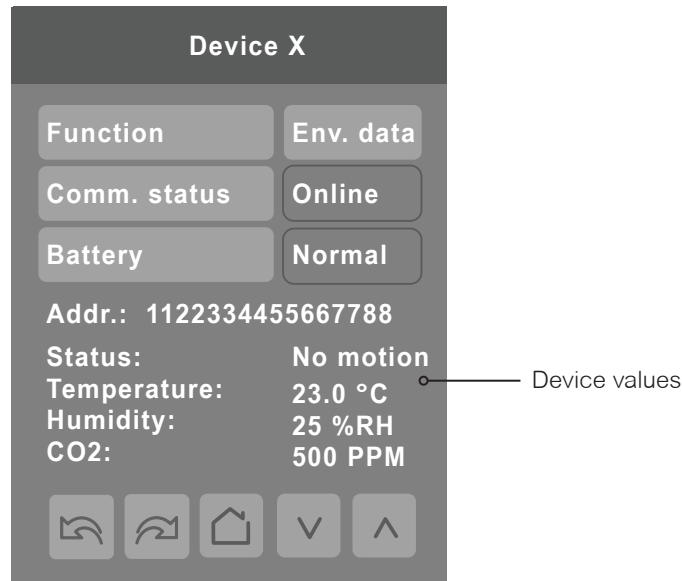 Device X
Function Env. data
Comm. status Online
Battery Normal
Addr.: 1122334455667788
Status: No motion
Temperature: 23.0 °C
Device values
Humidity: 25 %RH
CO2: 500 PPM